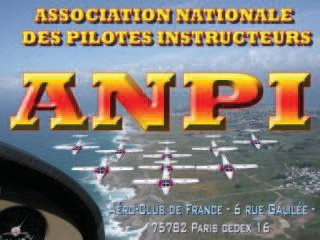 ASSOCIATION NATIONALE
DES PILOTES INSTRUCTEURS
ANPI
AÉRO-CLUB DE FRANCE - 6 RUE GALILÉE -
75782 PARIS CEDEX 16